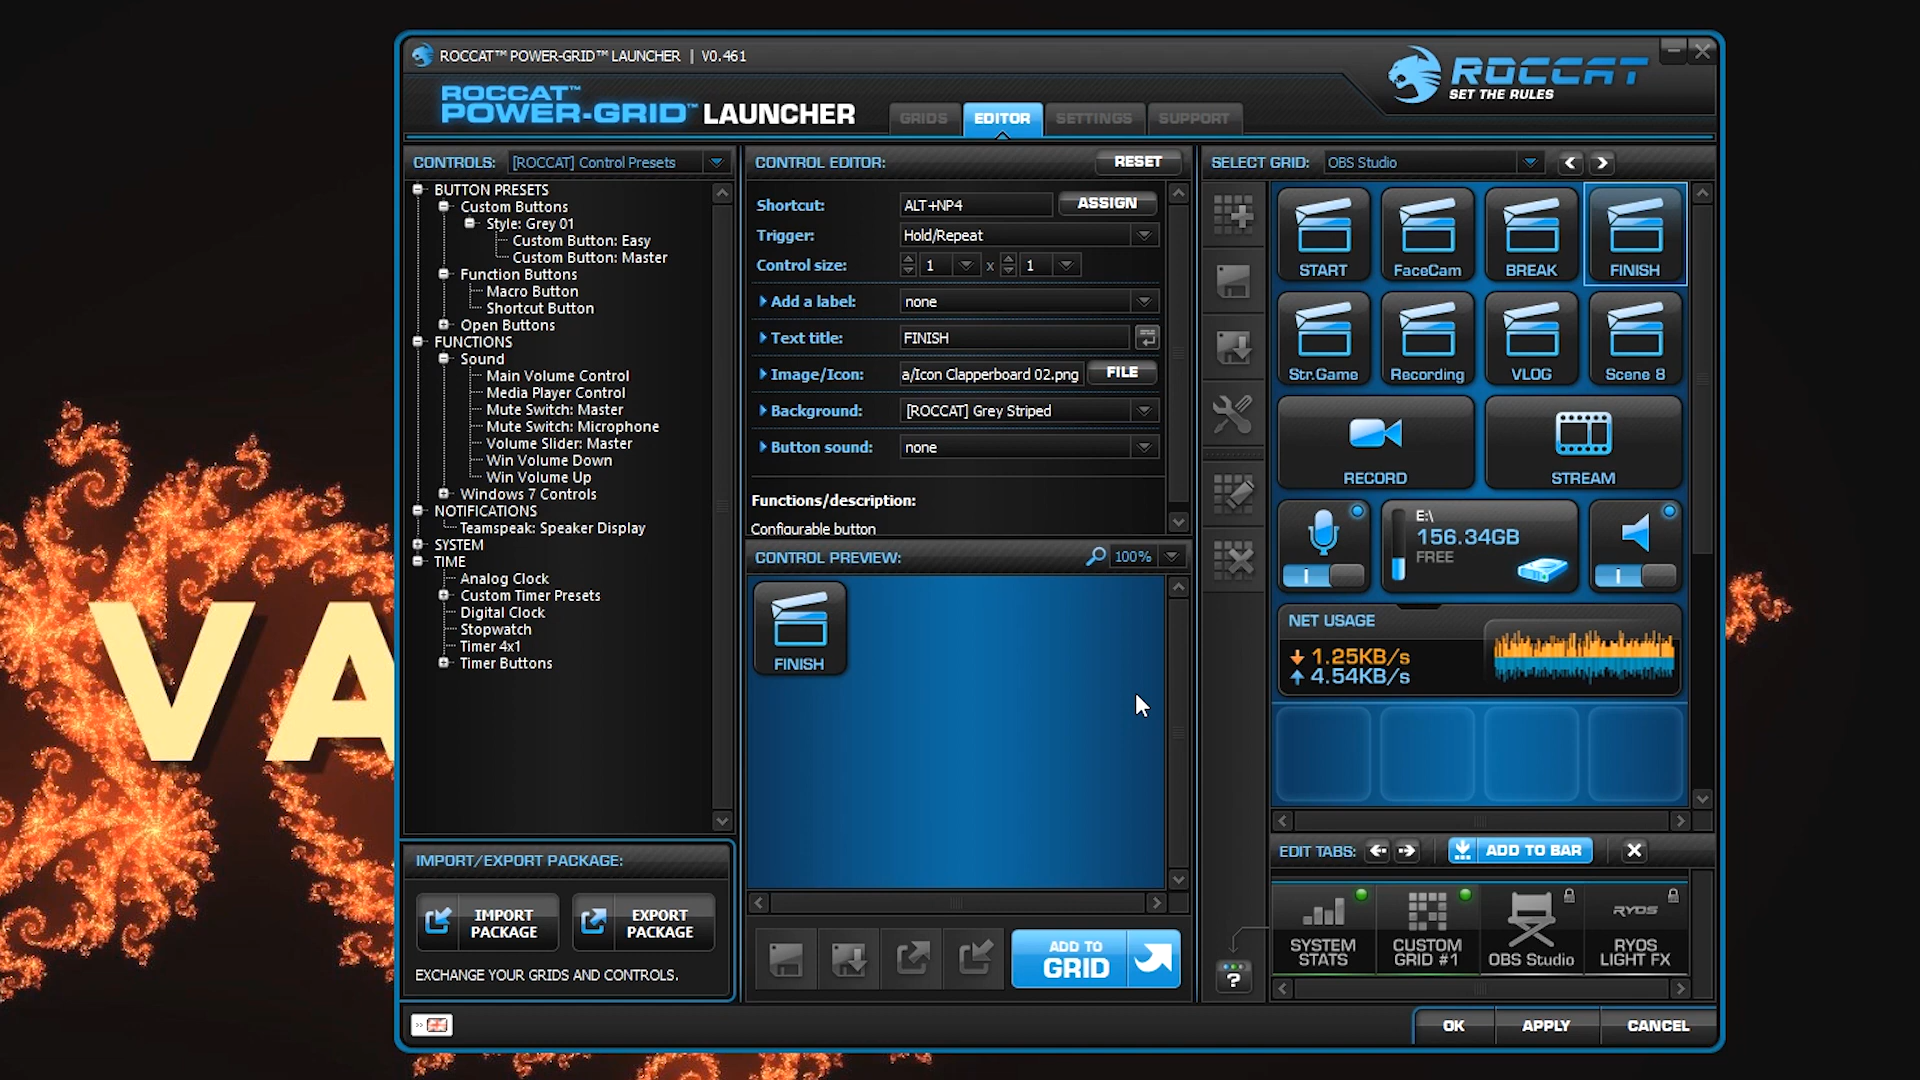 ROCCAT™ POWER-GRID™ LAUNCHER | V0.461
ROCCAT™
POWER-GRID™ LAUNCHER
GRIDS
EDITOR
SETTINGS
SUPPORT
ROCCAT
SET THE RULES
CONTROLS:
[ROCCAT] Control Presets
BUTTON PRESETS
Custom Buttons
Style: Grey 01
Custom Button: Easy
Custom Button: Master
Function Buttons
Macro Button
Shortcut Button
Open Buttons
FUNCTIONS
Sound
Main Volume Control
Media Player Control
Mute Switch: Master
Mute Switch: Microphone
Volume Slider: Master
Win Volume Down
Win Volume Up
Windows 7 Controls
NOTIFICATIONS
Teamspeak: Speaker Display
SYSTEM
TIME
Analog Clock
Custom Timer Presets
Digital Clock
Stopwatch
Timer 4x1
Timer Buttons
IMPORT/EXPORT PACKAGE:
IMPORT
PACKAGE
EXPORT
PACKAGE
EXCHANGE YOUR GRIDS AND CONTROLS.
CONTROL EDITOR:
RESET
Shortcut:
ALT+NP4
ASSIGN
Trigger:
Hold/Repeat
Control size:
1 x 1
Add a label:
none
Text title:
FINISH
Image/Icon:
a/Icon Clapperboard 02.png
FILE
Background:
[ROCCAT] Grey Striped
Button sound:
none
Functions/description:
Configurable button
CONTROL PREVIEW:
100%
FINISH
ADD TO
GRID
SELECT GRID:
OBS Studio
START
FaceCam
BREAK
FINISH
Str.Game
Recording
VLOG
Scene 8
RECORD
STREAM
E:\
156.34GB
FREE
NET USAGE
1.25KB/s
4.54KB/s
EDIT TABS:
ADD TO BAR
SYSTEM
STATS
CUSTOM
GRID #1
OBS Studio
RYOS
RYOS
LIGHT FX
?
OK
APPLY
CANCEL
VA